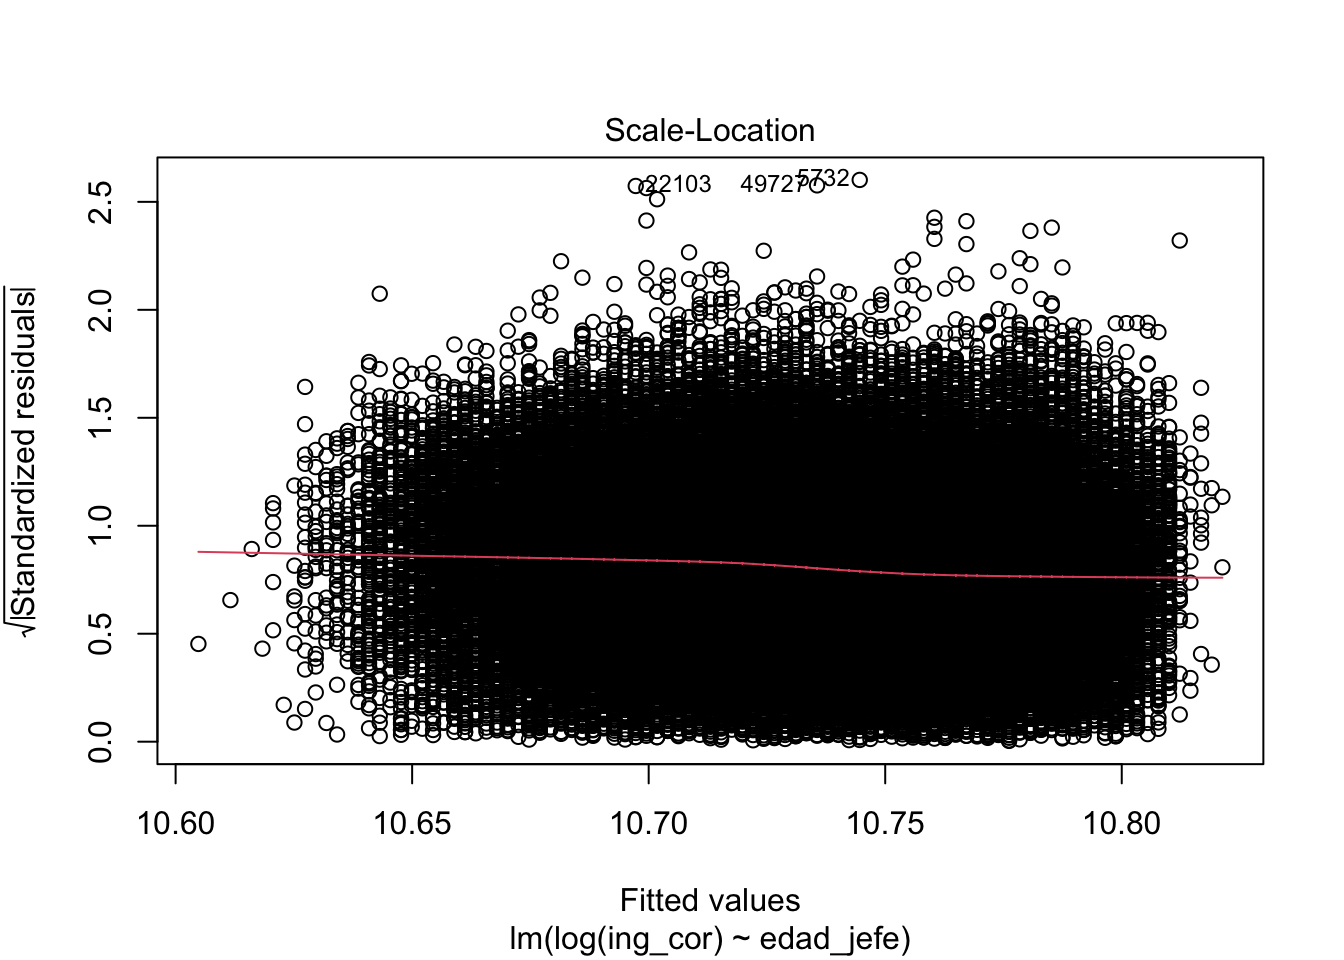 Scale-Location
√|Standardized residuals|
2.5
2.0
1.5
1.0
0.5
0.0
22103
49727
5732
10.60 10.65 10.70 10.75 10.80
Fitted values
lm(log(ing_cor) ~ edad_jefe)